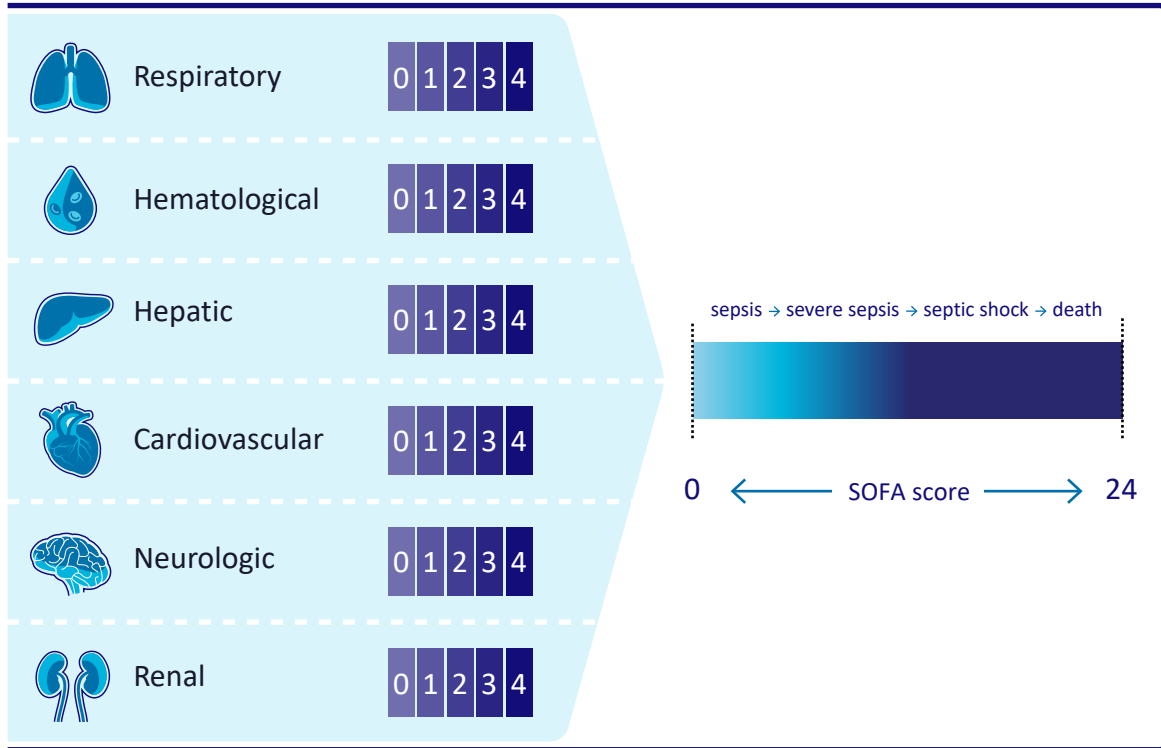 Respiratory 0 1 2 3 4
Hematological 0 1 2 3 4
Hepatic 0 1 2 3 4
Cardiovascular 0 1 2 3 4
Neurologic 0 1 2 3 4
Renal 0 1 2 3 4
sepsis → severe sepsis → septic shock → death
0 ← SOFA score → 24